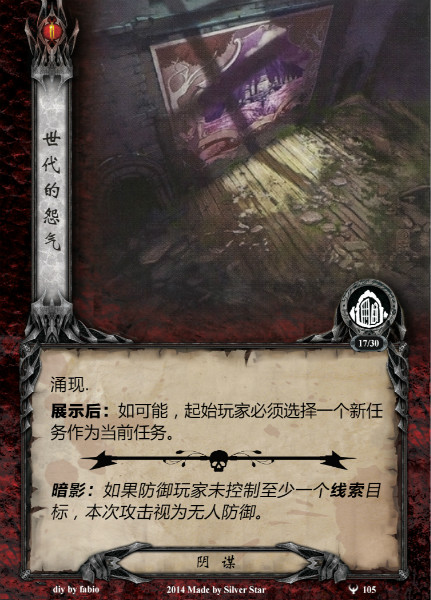 世代的怨气
17/30
涌现.
展示后：如可能，起始玩家必须选择一个新任
务作为当前任务。
暗影：如果防御玩家未控制至少一个线索目
标，本次攻击视为无人防御。
阴 谋
diy by fabio 2014 Made by Silver Star 105